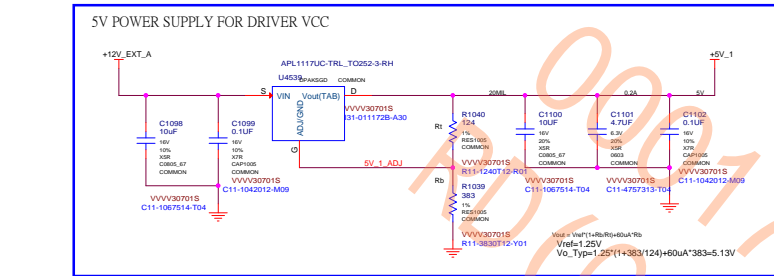 5V POWER SUPPLY FOR DRIVER VCC
+12V_EXT_A
+5V_1
APL1117UC-TRL_TO252-3-RH
U4539
DPAKSGD
COMMON
S
VIN
Vout(TAB)
D
ADJ/GND
G
VVVV30701S
I31-011172B-A30
20MIL
0.2A
5V
C1098
10uF
16V
10%
X5R
C0805_67
COMMON
VVVV30701S
C11-1067514-T04
C1099
0.1UF
16V
10%
X7R
CAP1005
COMMON
VVVV30701S
C11-1042012-M09
5V_1_ADJ
Rt
R1040
124
1%
RES1005
COMMON
VVVV30701S
R11-1240T12-R01
Rb
R1039
383
1%
RES1005
COMMON
VVVV30701S
R11-3830T12-Y01
C1100
10UF
16V
20%
X5R
C0805_67
COMMON
VVVV30701S
C11-1067514-T04
C1101
4.7UF
6.3V
20%
X5R
0603
COMMON
VVVV30701S
C11-4757313-T04
C1102
0.1UF
16V
10%
X7R
CAP1005
COMMON
VVVV30701S
C11-1042012-M09
Vout = Vref*(1+Rb/Rt)+60uA*Rb
Vref=1.25V
Vo_Typ=1.25*(1+383/124)+60uA*383=5.13V